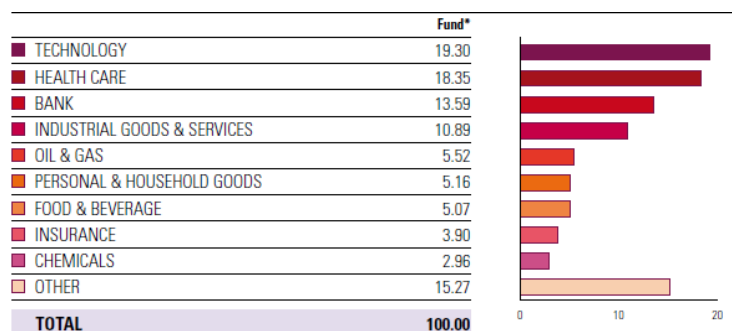 Fund*
TECHNOLOGY 19.30
HEALTH CARE 18.35
BANK 13.59
INDUSTRIAL GOODS & SERVICES 10.89
OIL & GAS 5.52
PERSONAL & HOUSEHOLD GOODS 5.16
FOOD & BEVERAGE 5.07
INSURANCE 3.90
CHEMICALS 2.96
OTHER 15.27
TOTAL 100.00
0 10 20